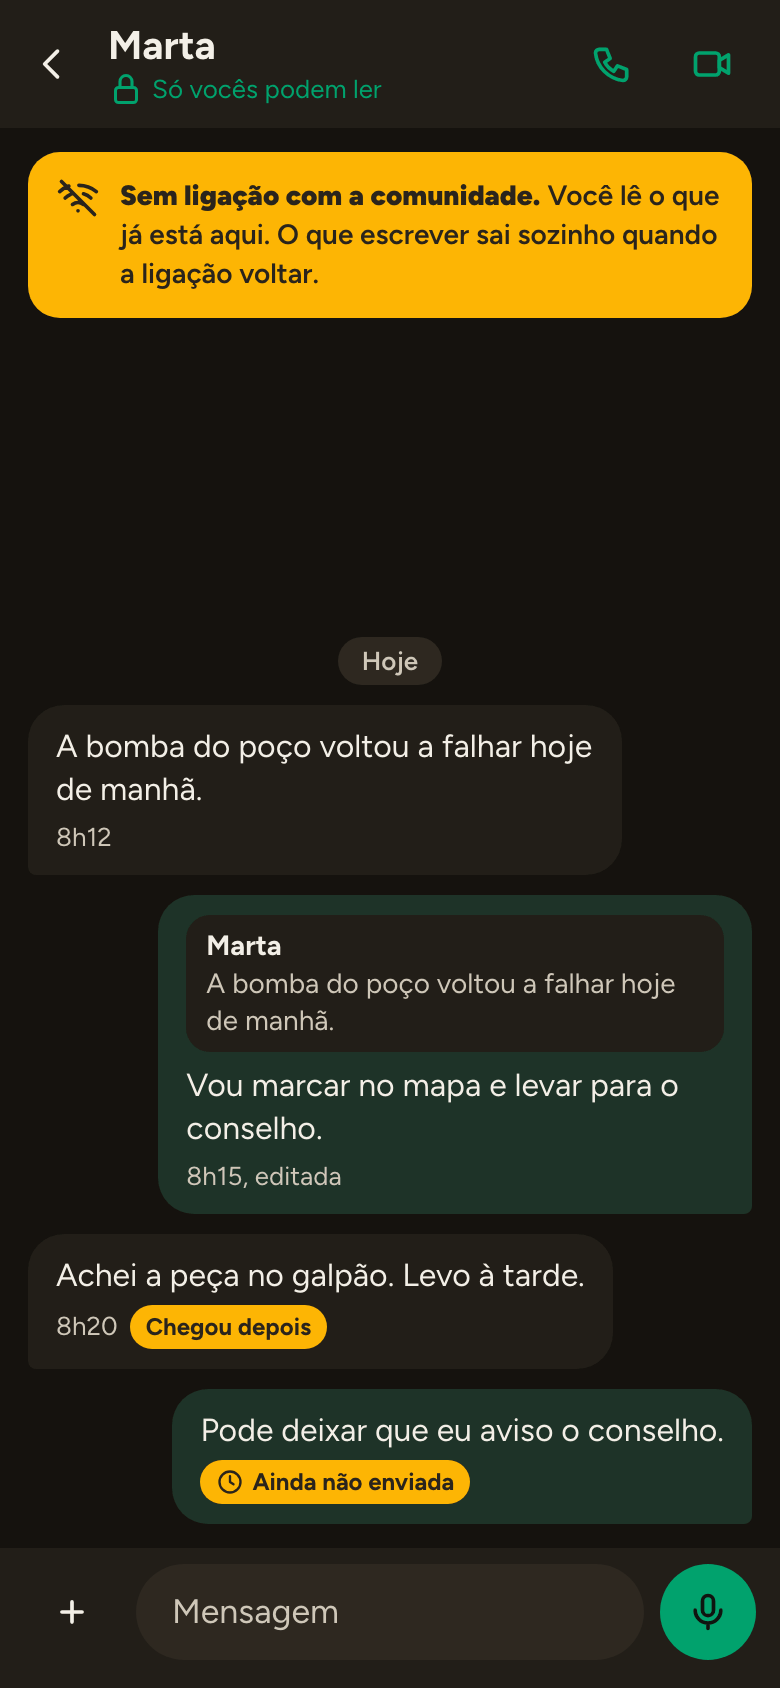 Marta
Só vocês podem ler
Sem ligação com a comunidade. Você lê o que
já está aqui. O que escrever sai sozinho quando
a ligação voltar.
Hoje
A bomba do poço voltou a falhar hoje
de manhã.
8h12
Marta
A bomba do poço voltou a falhar hoje
de manhã.
Vou marcar no mapa e levar para o
conselho.
8h15, editada
Achei a peça no galpão. Levo à tarde.
8h20 Chegou depois
Pode deixar que eu aviso o conselho.
Ainda não enviada
Mensagem